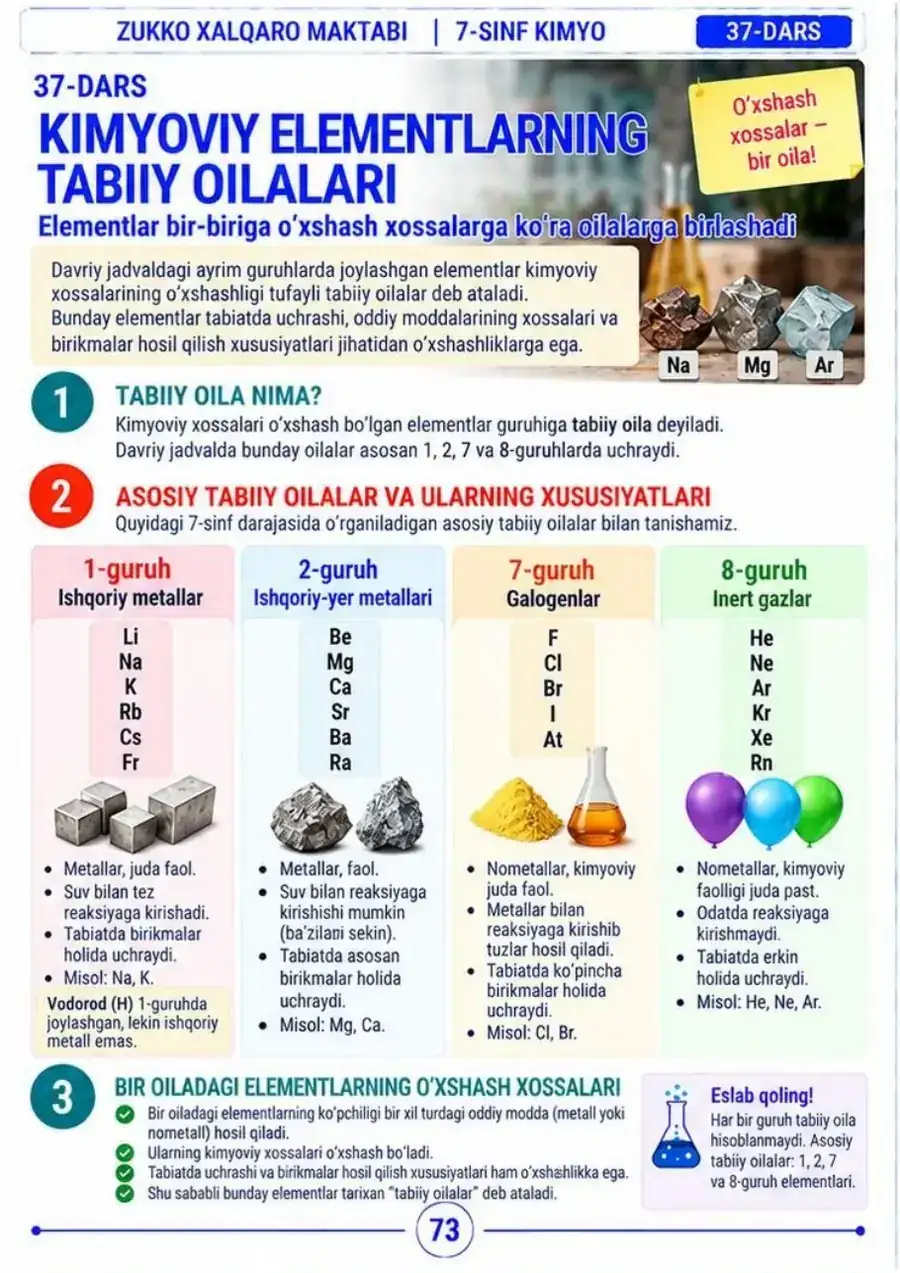 ZUKKO XALQARO MAKTABI | 7-SINF KIMYO
37-DARS
37-DARS
KIMYOVIY ELEMENTLARNING
TABIIY OILALARI
Elementlar bir-biriga o'xshash xossalarga ko'ra oilalarga birlashadi
O'xshash
xossalar –
bir oila!
Davriy jadvaldagi ayrim guruhlarda joylashgan elementlar kimyoviy
xossalarining o'xshashligi tufayli tabiiy oilalar deb ataladi.
Bunday elementlar tabiatda uchrashi, oddiy moddalarining xossalari va
birikmalar hosil qilish xususiyatlari jihatidan o'xshashliklarga ega.
Na
Mg
Ar
1
TABIIY OILA NIMA?
Kimyoviy xossalari o'xshash bo'lgan elementlar guruhiga tabiiy oila deyiladi.
Davriy jadvalda bunday oilalar asosan 1, 2, 7 va 8-guruhlarda uchraydi.
2
ASOSIY TABIIY OILALAR VA ULARNING XUSUSIYATLARI
Quyidagi 7-sinf darajasida o'rganiladigan asosiy tabiiy oilalar bilan tanishamiz.
1-guruh
Ishqoriy metallar
Li
Na
K
Rb
Cs
Fr
• Metallar, juda faol.
• Suv bilan tez
reaksiyaga kirishadi.
• Tabiatda birikmalar
holida uchraydi.
• Misol: Na, K.
Vodorod (H) 1-guruhda
joylashgan, lekin ishqoriy
metall emas.
2-guruh
Ishqoriy-yer metallari
Be
Mg
Ca
Sr
Ba
Ra
• Metallar, faol.
• Suv bilan reaksiyaga
kirishishi mumkin
(ba'zilani sekin).
• Tabiatda asosan
birikmalar holida
uchraydi.
• Misol: Mg, Ca.
7-guruh
Galogenlar
F
Cl
Br
I
At
• Nometallar, kimyoviy
juda faol.
• Metallar bilan
reaksiyaga kirishib
tuzlar hosil qiladi.
• Tabiatda ko'pincha
birikmalar holida
uchraydi.
• Misol: Cl, Br.
8-guruh
Inert gazlar
He
Ne
Ar
Kr
Xe
Rn
• Nometallar, kimyoviy
faolligi juda past.
• Odatda reaksiyaga
kirishmaydi.
• Tabiatda erkin
holida uchraydi.
• Misol: He, Ne, Ar.
3
BIR OILADAGI ELEMENTLARNING O'XSHASH XOSSALARI
Bir oiladagi elementlarning ko'pchiligi bir xil turdagi oddiy modda (metall yoki
nometall) hosil qiladi.
Ularning kimyoviy xossalari o'xshash bo'ladi.
Tabiatda uchrashi va birikmalar hosil qilish xususiyatlari ham o'xshahlikka ega.
Shu sababli bunday elementlar tarixan "tabiiy oilalar" deb ataladi.
Eslab qoling!
Har bir guruh tabiiy oila
hisoblanmaydi. Asosiy
tabiiy oilalar: 1, 2, 7
va 8-guruh elementlari.
73